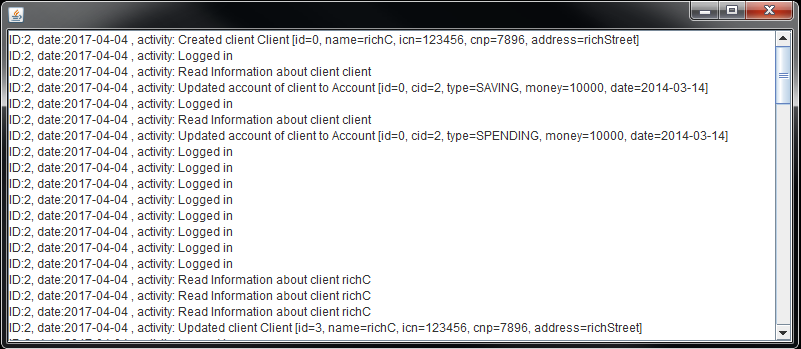 ID:2, date:2017-04-04 , activity: Created client Client [id=0, name=richC, icn=123456, cnp=7896, address=richStreet]
ID:2, date:2017-04-04 , activity: Logged in
ID:2, date:2017-04-04 , activity: Read Information about client client
ID:2, date:2017-04-04 , activity: Updated account of client to Account [id=0, cid=2, type=SAVING, money=10000, date=2014-03-14]
ID:2, date:2017-04-04 , activity: Logged in
ID:2, date:2017-04-04 , activity: Read Information about client client
ID:2, date:2017-04-04 , activity: Updated account of client to Account [id=0, cid=2, type=SPENDING, money=10000, date=2014-03-14]
ID:2, date:2017-04-04 , activity: Logged in
ID:2, date:2017-04-04 , activity: Logged in
ID:2, date:2017-04-04 , activity: Logged in
ID:2, date:2017-04-04 , activity: Logged in
ID:2, date:2017-04-04 , activity: Logged in
ID:2, date:2017-04-04 , activity: Logged in
ID:2, date:2017-04-04 , activity: Logged in
ID:2, date:2017-04-04 , activity: Logged in
ID:2, date:2017-04-04 , activity: Read Information about client richC
ID:2, date:2017-04-04 , activity: Read Information about client richC
ID:2, date:2017-04-04 , activity: Read Information about client richC
ID:2, date:2017-04-04 , activity: Updated client Client [id=3, name=richC, icn=123456, cnp=7896, address=richStreet]